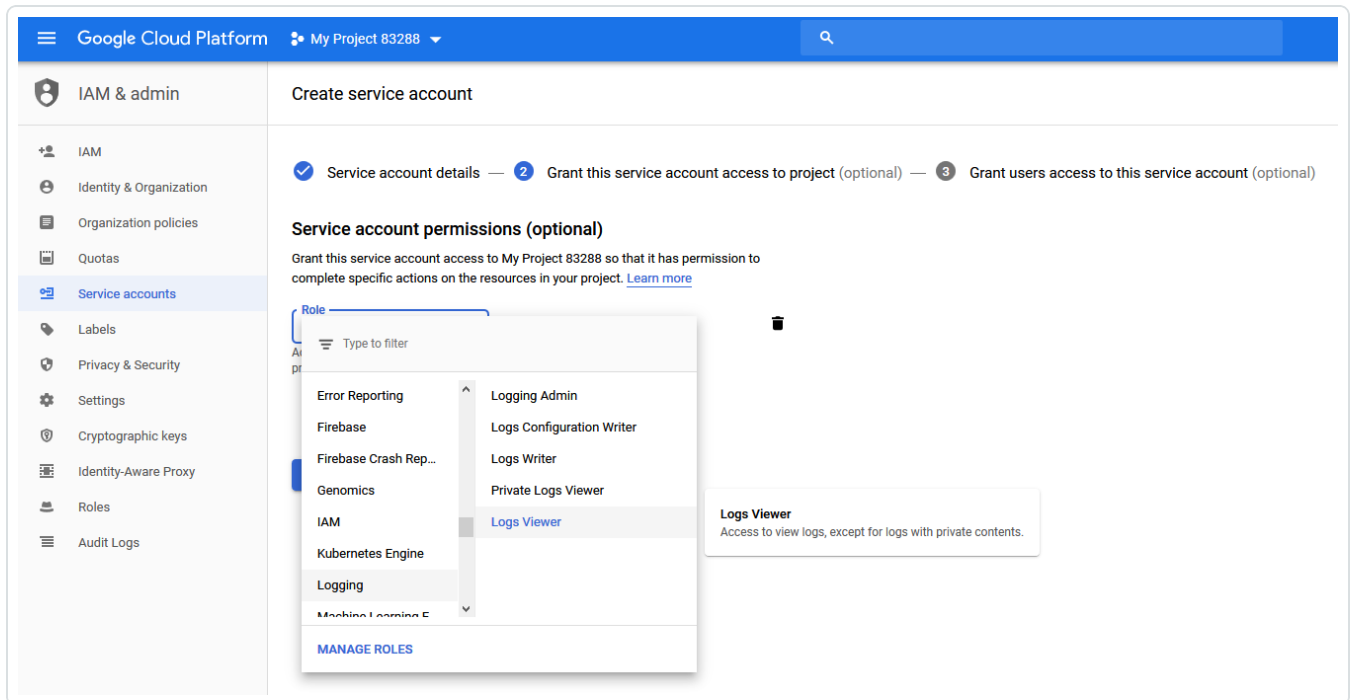 Google Cloud Platform
My Project 83288
IAM & admin
Create service account
IAM
Identity & Organization
Organization policies
Quotas
Service accounts
Labels
Privacy & Security
Settings
Cryptographic keys
Identity-Aware Proxy
Roles
Audit Logs
Service account details — 2 Grant this service account access to project (optional) — 3 Grant users access to this service account (optional)
Service account permissions (optional)
Grant this service account access to My Project 83288 so that it has permission to
complete specific actions on the resources in your project. Learn more
Role
Type to filter
Error Reporting
Firebase
Firebase Crash Rep...
Genomics
IAM
Kubernetes Engine
Logging
Logging Admin
Logs Configuration Writer
Logs Writer
Private Logs Viewer
Logs Viewer
MANAGE ROLES
Logs Viewer
Access to view logs, except for logs with private contents.